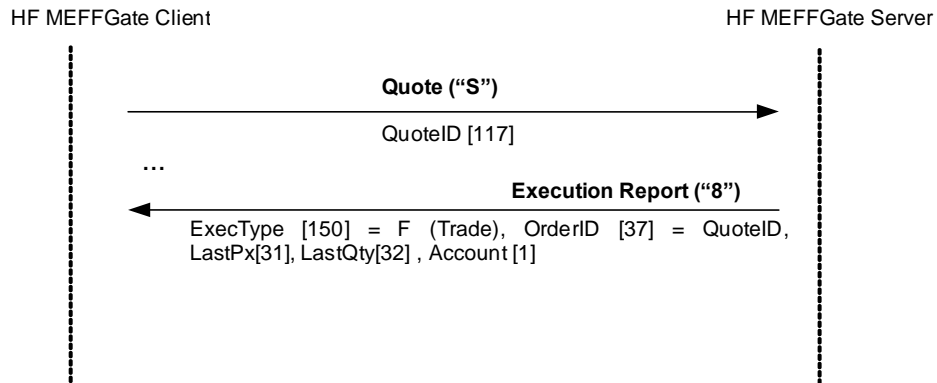 HF MEFFGate Client HF MEFFGate Server
Quote (“S”)
QuoteID [117]
...
Execution Report (“8”)
ExecType [150] = F (Trade), OrderID [37] = QuoteID,
LastPx[31], LastQty[32] , Account [1]